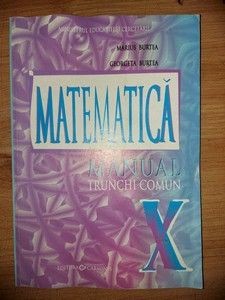 MINISTERUL EDUCAȚIEI ȘI CERCETĂRII
MARIUS BURTEA
GEORGETA BURTEA
MATEMATICĂ
MANUAL
TRUNCHI COMUN
X
EDITURA CARMINIS